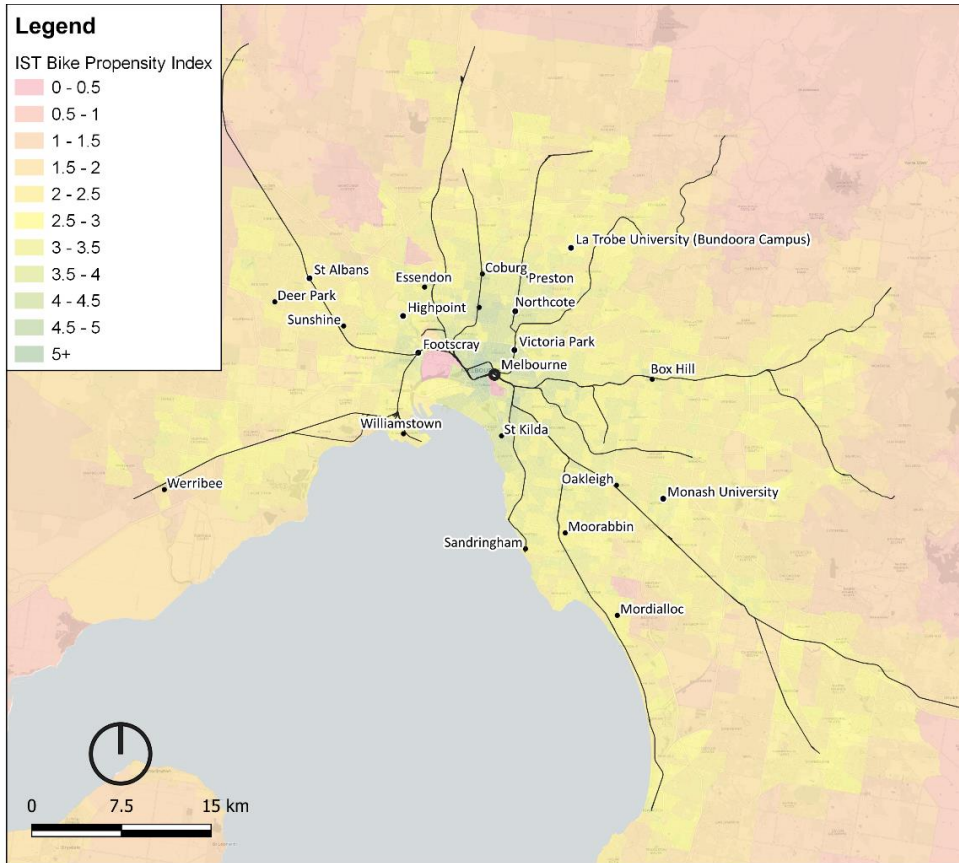 Legend
IST Bike Propensity Index
0 - 0.5
0.5 - 1
1 - 1.5
1.5 - 2
2 - 2.5
2.5 - 3
3 - 3.5
3.5 - 4
4 - 4.5
4.5 - 5
5+
La Trobe University (Bundoora Campus)
St Albans
Essendon
Coburg
Preston
Deer Park
Highpoint
Northcote
Sunshine
Footscray
Victoria Park
Melbourne
Box Hill
Williamstown
St Kilda
Werribee
Oakleigh
Monash University
Moorabbin
Sandringham
Mordialloc
0 7.5 15 km